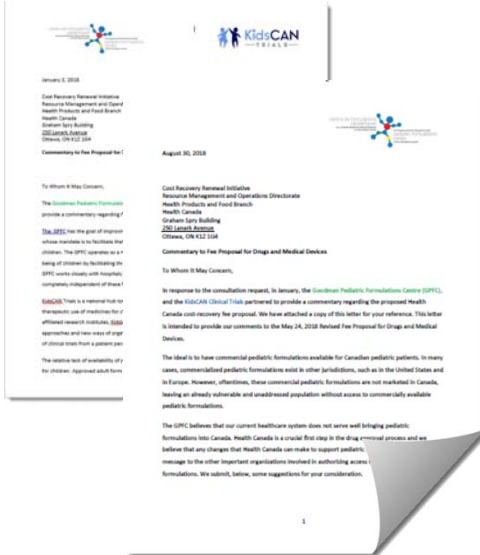 KidsCAN
TRIALS
January 2, 2018
Cost Recovery Renewal Initiative
Resource Management and
Health Products and Food Branch
Health Canada
Graham Spry Building
250 Lanark Avenue
Ottawa, ON K1Z 1G4
Commentary to Fee Proposal for
To Whom It May Concern,
The Goodman Pediatric
provide a commentary regarding
The GPFC has the goal of
whose mandate is to facilitate
children. The GPFC operates as a
being of children by facilitating
GPFC works closely with
completely independent of these
KidsCAN Trials is a national hub
therapeutic use of medicines for
affiliated research institutes,
approaches and new ways of
of clinical trials from a patient
The relative lack of availability of
for children. Approved adult
August 30, 2018
Cost Recovery Renewal Initiative
Resource Management and Operations Directorate
Health Products and Food Branch
Health Canada
Graham Spry Building
250 Lanark Avenue
Ottawa, ON K1Z 1G4
Commentary to Fee Proposal for Drugs and Medical Devices
To Whom It May Concern,
In response to the consultation request, in January, the Goodman Pediatric Formulations Centre (GPFC),
and the KidsCAN Clinical Trials partnered to provide a commentary regarding the proposed Health
Canada cost-recovery fee proposal. We have attached a copy of this letter for your reference. This letter
is intended to provide our comments to the May 24, 2018 Revised Fee Proposal for Drugs and Medical
Devices.
The ideal is to have commercial pediatric formulations available for Canadian pediatric patients. In many
cases, commercialized pediatric formulations exist in other jurisdictions, such as in the United States and
in Europe. However, oftentimes, these commercial pediatric formulations are not marketed in Canada,
leaving an already vulnerable and unaddressed population without access to commercially available
pediatric formulations.
The GPFC believes that our current healthcare system does not serve well bringing pediatric
formulations into Canada. Health Canada is a crucial first step in the drug approval process and we
believe that any changes that Health Canada can make to support pediatric
message to the other important organizations involved in authorizing access
formulations. We submit, below, some suggestions for your consideration.
1